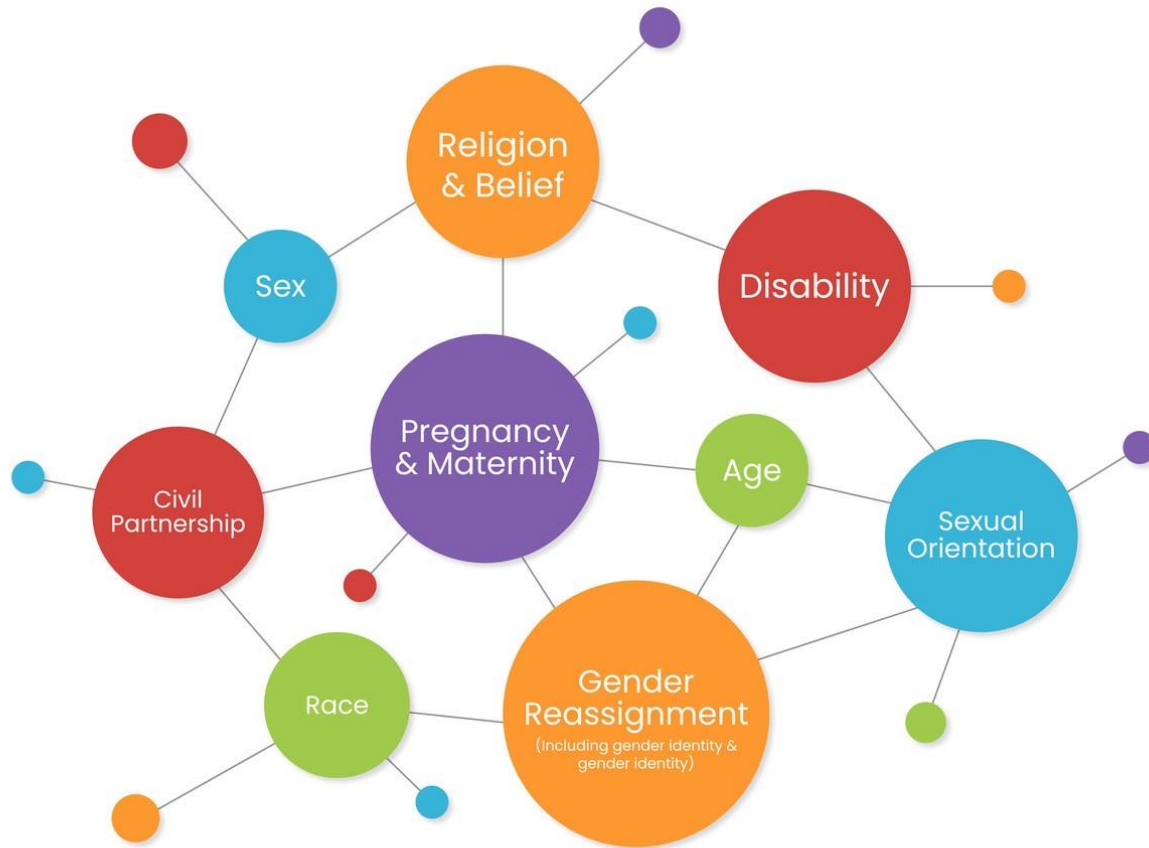 Religion
& Belief
Sex
Disability
Pregnancy
& Maternity
Age
Civil
Partnership
Sexual
Orientation
Race
Gender
Reassignment
(Including gender identity &
gender identity)